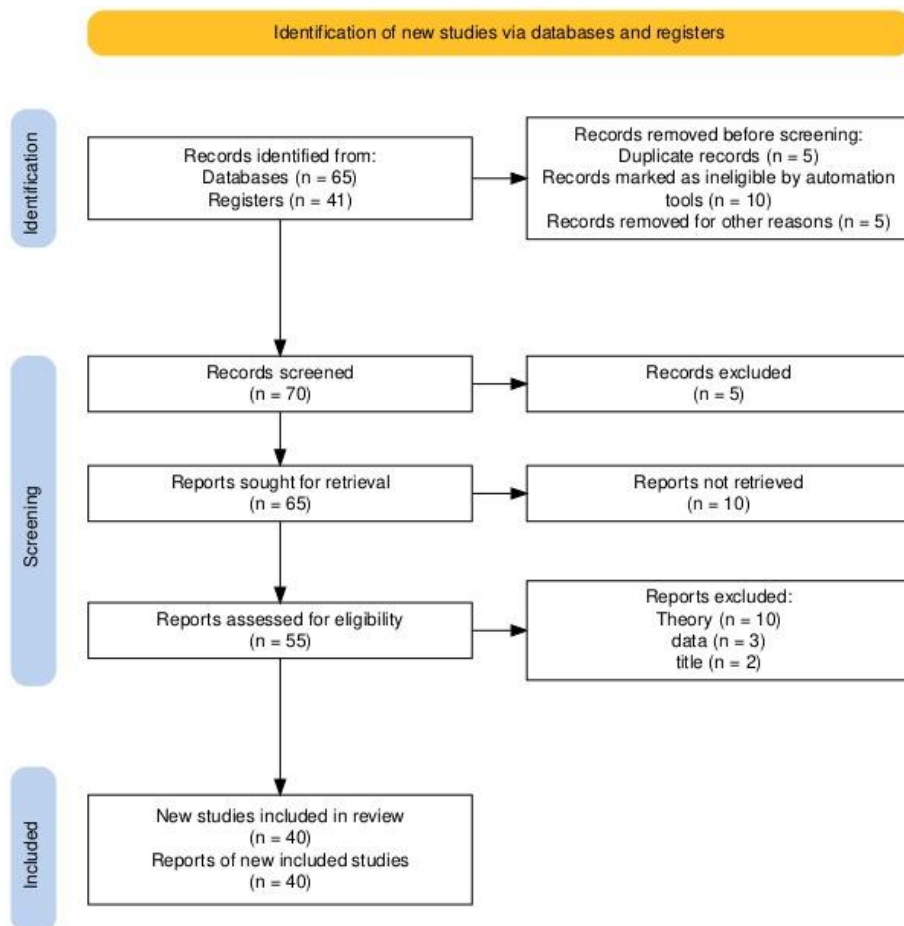 Identification of new studies via databases and registers
Identification
Records identified from:
Databases (n = 65)
Registers (n = 41)
Records removed before screening:
Duplicate records (n = 5)
Records marked as ineligible by automation
tools (n = 10)
Records removed for other reasons (n = 5)
Screening
Records screened
(n = 70)
Records excluded
(n = 5)
Reports sought for retrieval
(n = 65)
Reports not retrieved
(n = 10)
Reports assessed for eligibility
(n = 55)
Reports excluded:
Theory (n = 10)
data (n = 3)
title (n = 2)
Included
New studies included in review
(n = 40)
Reports of new included studies
(n = 40)